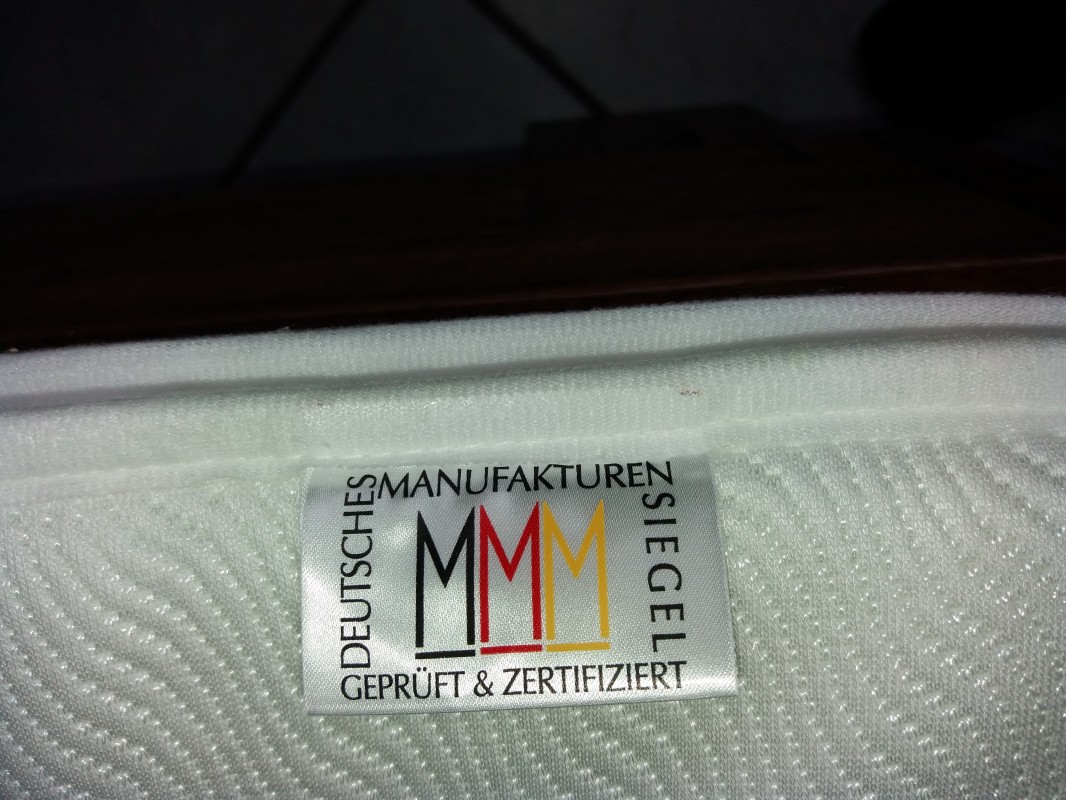 DEUTSCHES
MANUFAKTUREN
SIEGEL
MMM
GEPRÜFT & ZERTIFIZIERT